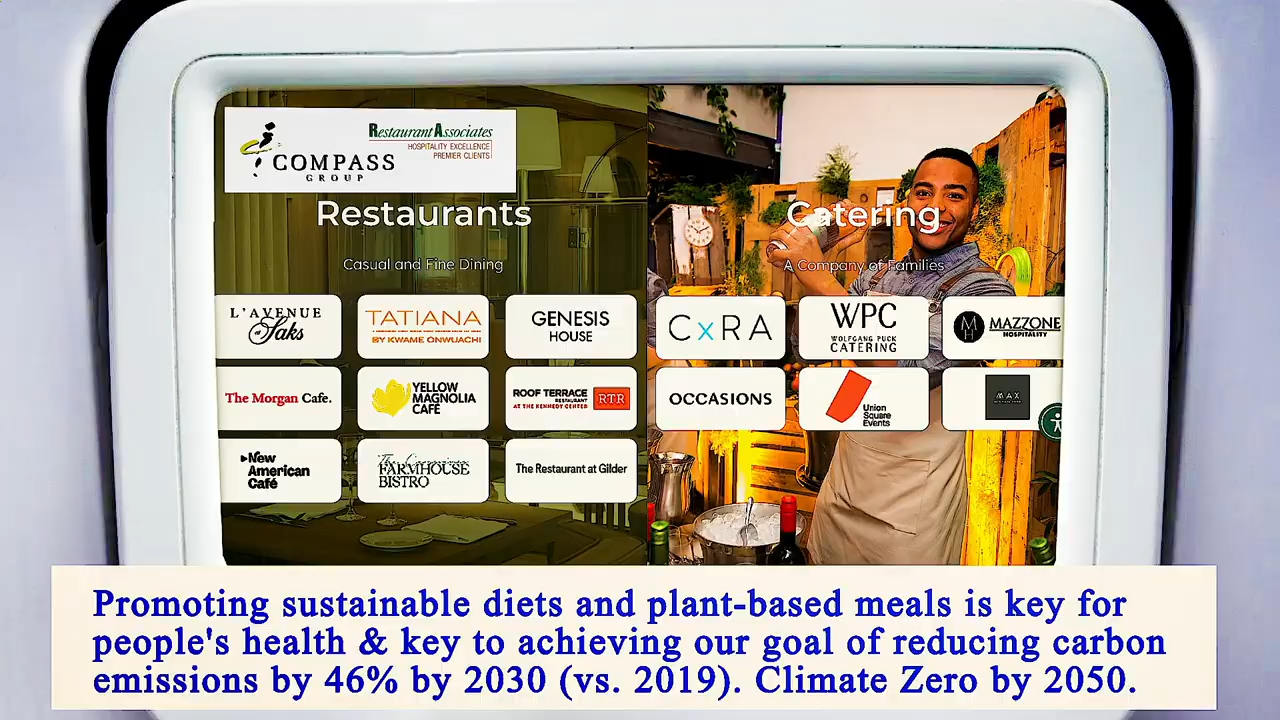 COMPASS
GROUP
RESTAURANT ASSOCIATES
HOSPITALITY EXCELLENCE
PREMIER CLIENTS
Restaurants
Casual and Fine Dining
L'AVENUE
at Saks
TATIANA
BY KWAME ONWUACHI
GENESIS
HOUSE
The Morgan Cafe.
YELLOW
MAGNOLIA
CAFÉ
ROOF TERRACE
RESTAURANT
AT THE KENNEDY CENTER
RTR
New
American
Café
FARMHOUSE
BISTRO
The Restaurant at Gilder
Catering
A Company of Families
CxRA
WPC
WOLFGANG PUCK
CATERING
MH
MAZZONE
HOSPITALITY
OCCASIONS
Union
Square
Events
MAX
Promoting sustainable diets and plant-based meals is key for
people's health & key to achieving our goal of reducing carbon
emissions by 46% by 2030 (vs. 2019). Climate Zero by 2050.